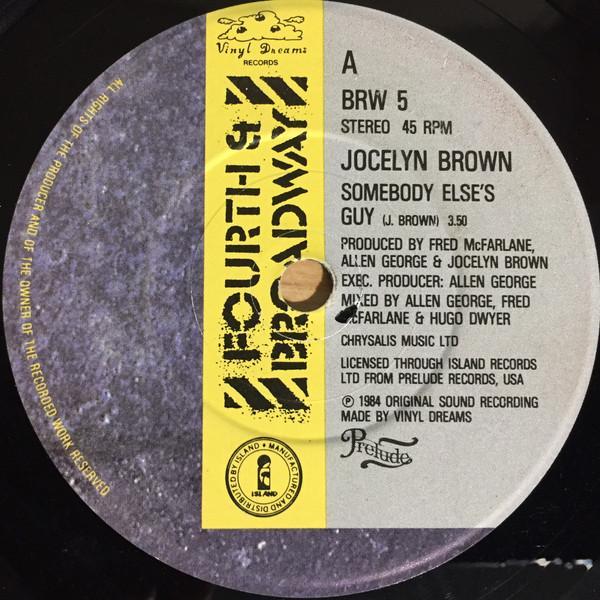 Vinyl Dreams
RECORDS
FOURTH &
BROADWAY
MANUFACTURED AND DISTRIBUTED BY ISLAND
ISLAND
A
BRW 5
STEREO 45 RPM
JOCELYN BROWN
SOMEBODY ELSE'S
GUY (J. BROWN) 3.50
PRODUCED BY FRED McFARLANE,
ALLEN GEORGE & JOCELYN BROWN
EXEC. PRODUCER: ALLEN GEORGE
MIXED BY ALLEN GEORGE, FRED
McFARLANE & HUGO DWYER
CHRYSALIS MUSIC LTD
LICENSED THROUGH ISLAND RECORDS
LTD FROM PRELUDE RECORDS, USA
℗ 1984 ORIGINAL SOUND RECORDING
MADE BY VINYL DREAMS
Prelude
ALL RIGHTS OF THE PRODUCER AND OF THE OWNER OF THE RECORDED WORK RESERVED